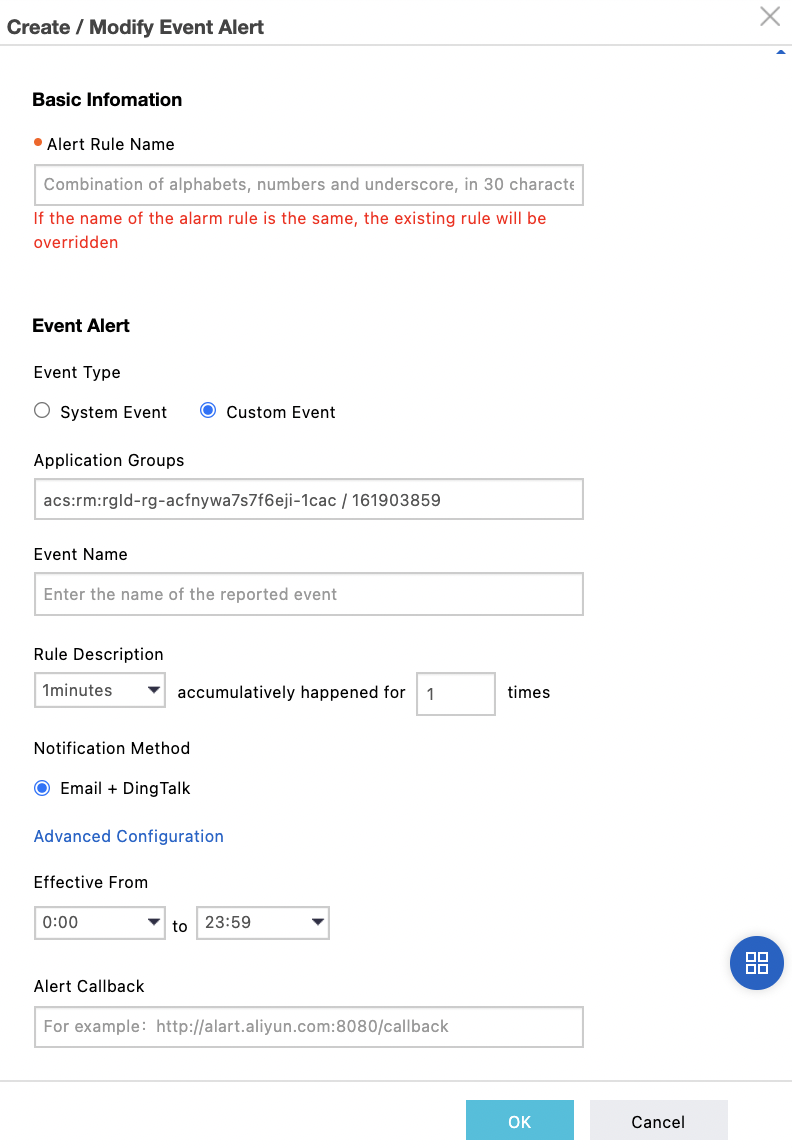 Create / Modify Event Alert
Basic Infomation
Alert Rule Name
Combination of alphabets, numbers and underscore, in 30 characte
If the name of the alarm rule is the same, the existing rule will be
overridden
Event Alert
Event Type
System Event Custom Event
Application Groups
acs:rm:rgId-rg-acfnywa7s7f6eji-1cac / 161903859
Event Name
Enter the name of the reported event
Rule Description
1minutes accumulatively happened for 1 times
Notification Method
Email + DingTalk
Advanced Configuration
Effective From
0:00 to 23:59
Alert Callback
For example：http://alart.aliyun.com:8080/callback
OK Cancel